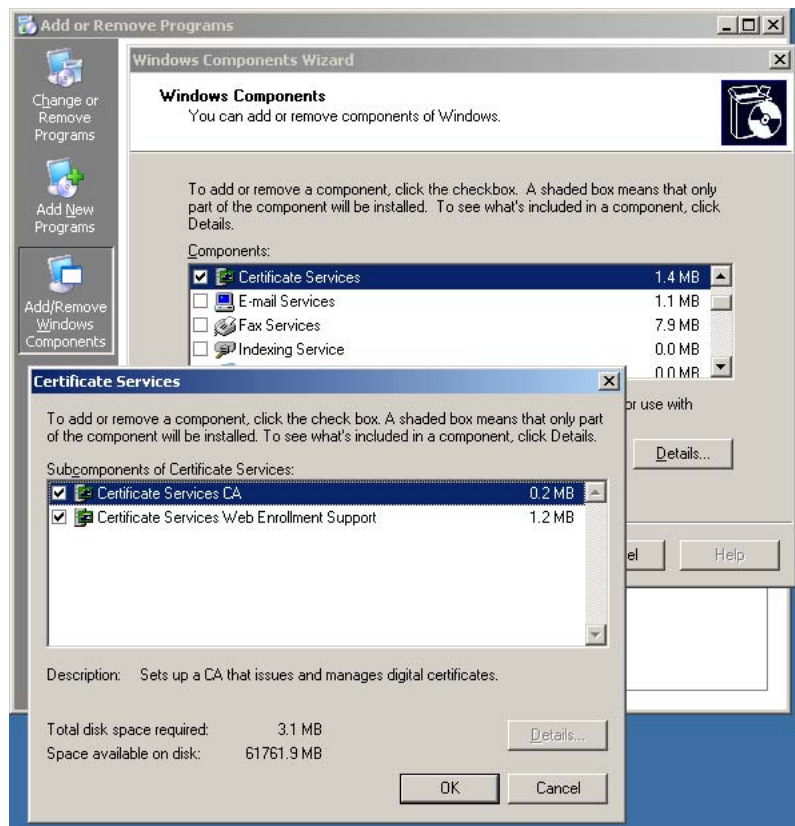 Add or Remove Programs
Windows Components Wizard
Change or
Remove
Programs
Add New
Programs
Add/Remove
Windows
Components
Windows Components
You can add or remove components of Windows.
To add or remove a component, click the checkbox. A shaded box means that only
part of the component will be installed. To see what's included in a component, click
Details.
Components:
Certificate Services 1.4 MB
E-mail Services 1.1 MB
Fax Services 7.9 MB
Indexing Service 0.0 MB
0.0 MB
or use with
Details...
Help
Certificate Services
To add or remove a component, click the check box. A shaded box means that only part
of the component will be installed. To see what's included in a component, click Details.
Subcomponents of Certificate Services:
Certificate Services CA 0.2 MB
Certificate Services Web Enrollment Support 1.2 MB
Description: Sets up a CA that issues and manages digital certificates.
Total disk space required: 3.1 MB
Space available on disk: 61761.9 MB
Details...
OK
Cancel